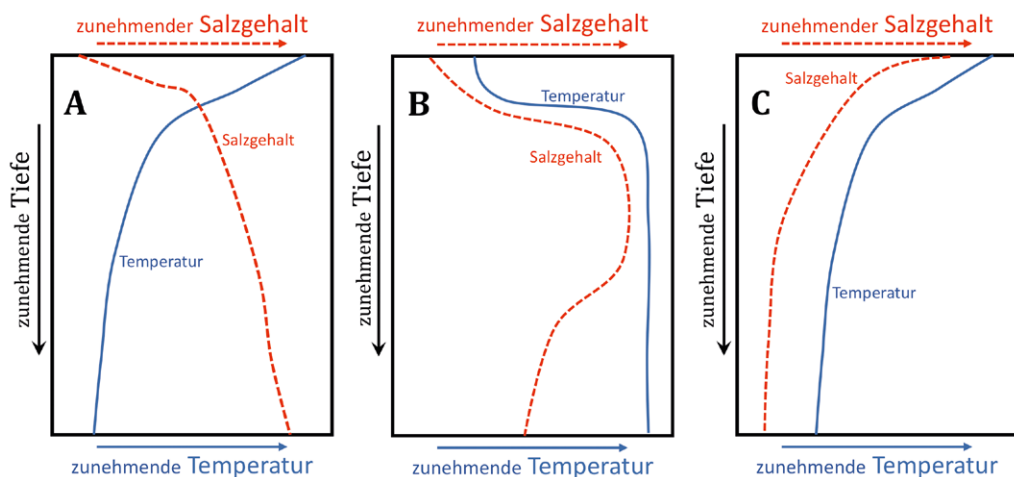 zunehmender Salzgehalt
A
Salzgehalt
Temperatur
zunehmende Tiefe
zunehmende Temperatur
zunehmender Salzgehalt
B
Temperatur
Salzgehalt
zunehmende Tiefe
zunehmende Temperatur
zunehmender Salzgehalt
C
Salzgehalt
Temperatur
zunehmende Tiefe
zunehmende Temperatur